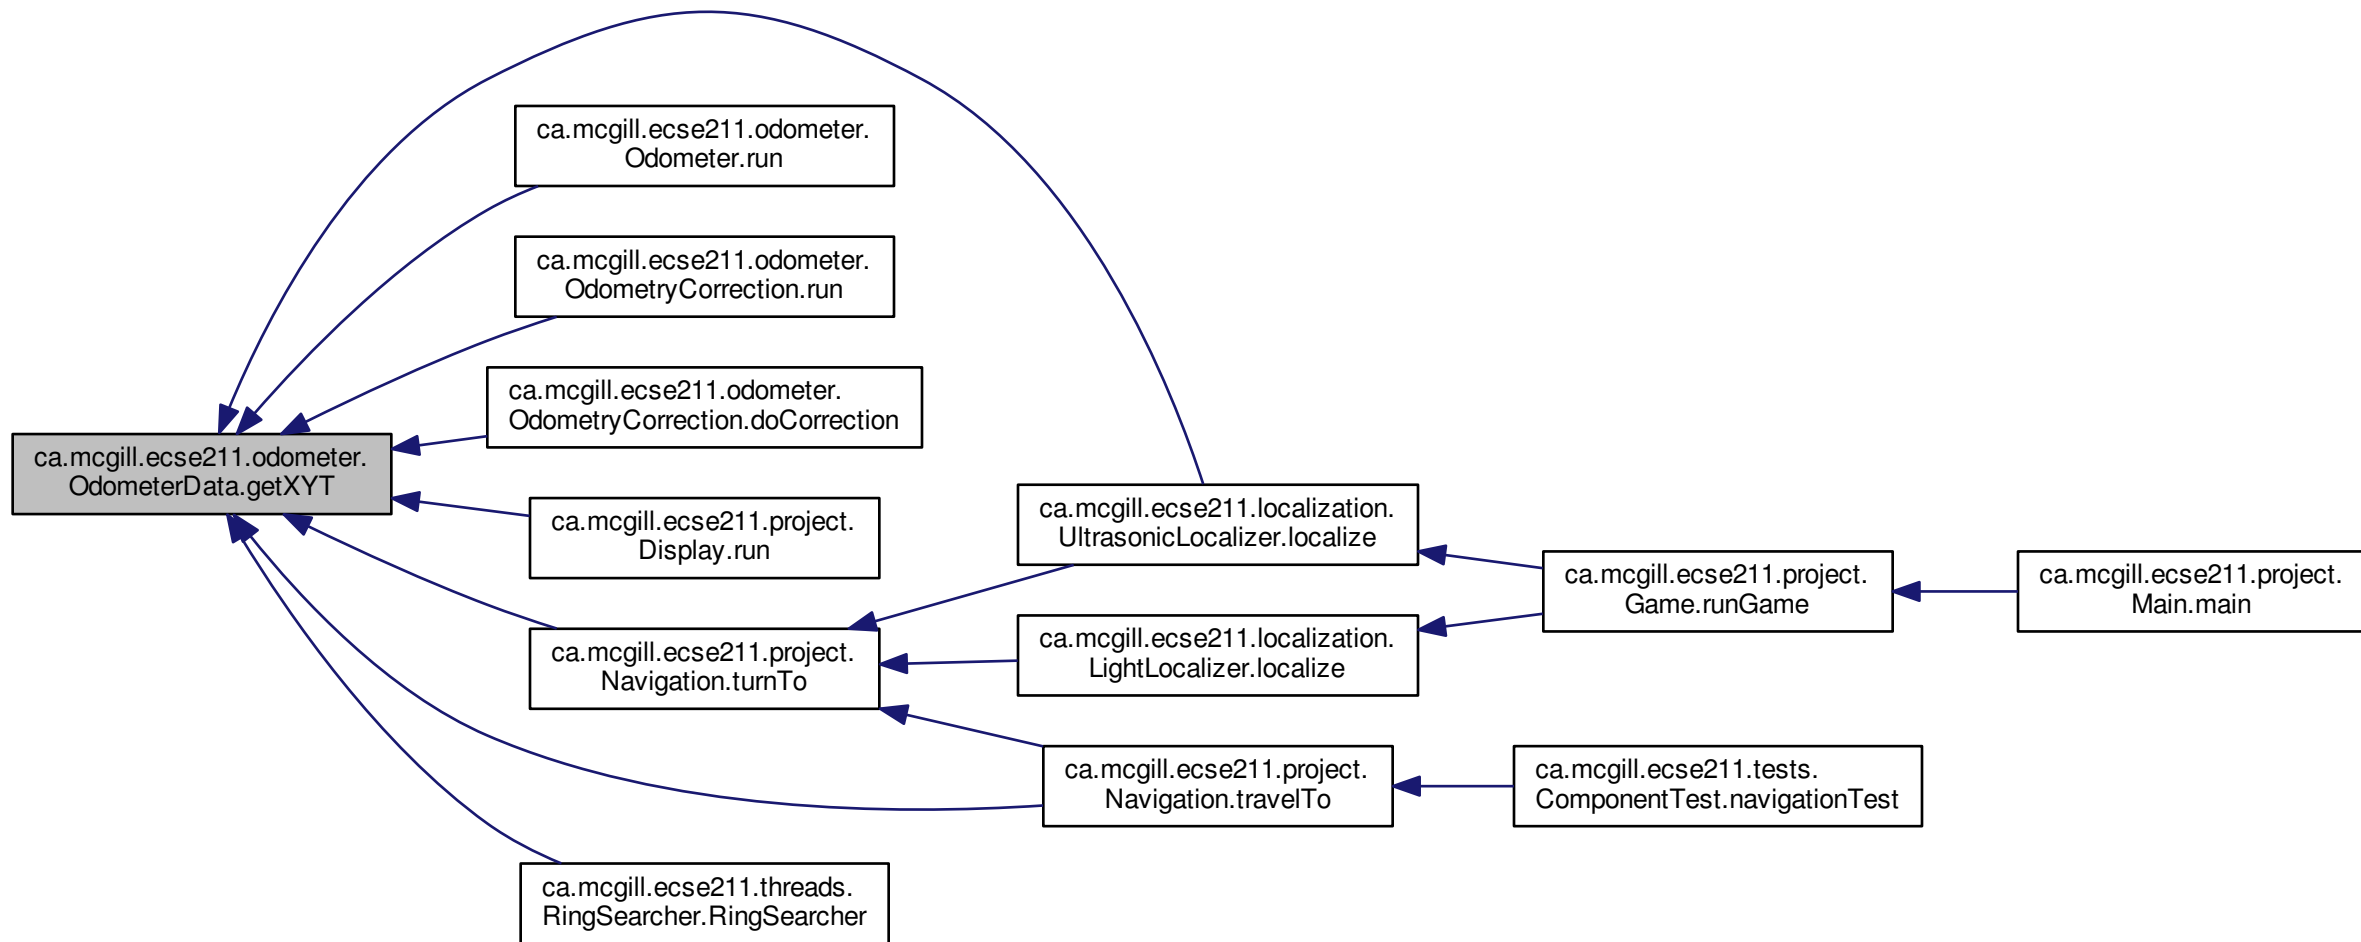 ca.mcgill.ecse211.odometer.
Odometer.run
ca.mcgill.ecse211.odometer.
OdometryCorrection.run
ca.mcgill.ecse211.odometer.
OdometryCorrection.doCorrection
ca.mcgill.ecse211.odometer.
OdometerData.getXYT
ca.mcgill.ecse211.project.
Display.run
ca.mcgill.ecse211.localization.
UltrasonicLocalizer.localize
ca.mcgill.ecse211.project.
Game.runGame
ca.mcgill.ecse211.project.
Main.main
ca.mcgill.ecse211.project.
Navigation.turnTo
ca.mcgill.ecse211.localization.
LightLocalizer.localize
ca.mcgill.ecse211.project.
Navigation.travelTo
ca.mcgill.ecse211.tests.
ComponentTest.navigationTest
ca.mcgill.ecse211.threads.
RingSearcher.RingSearcher